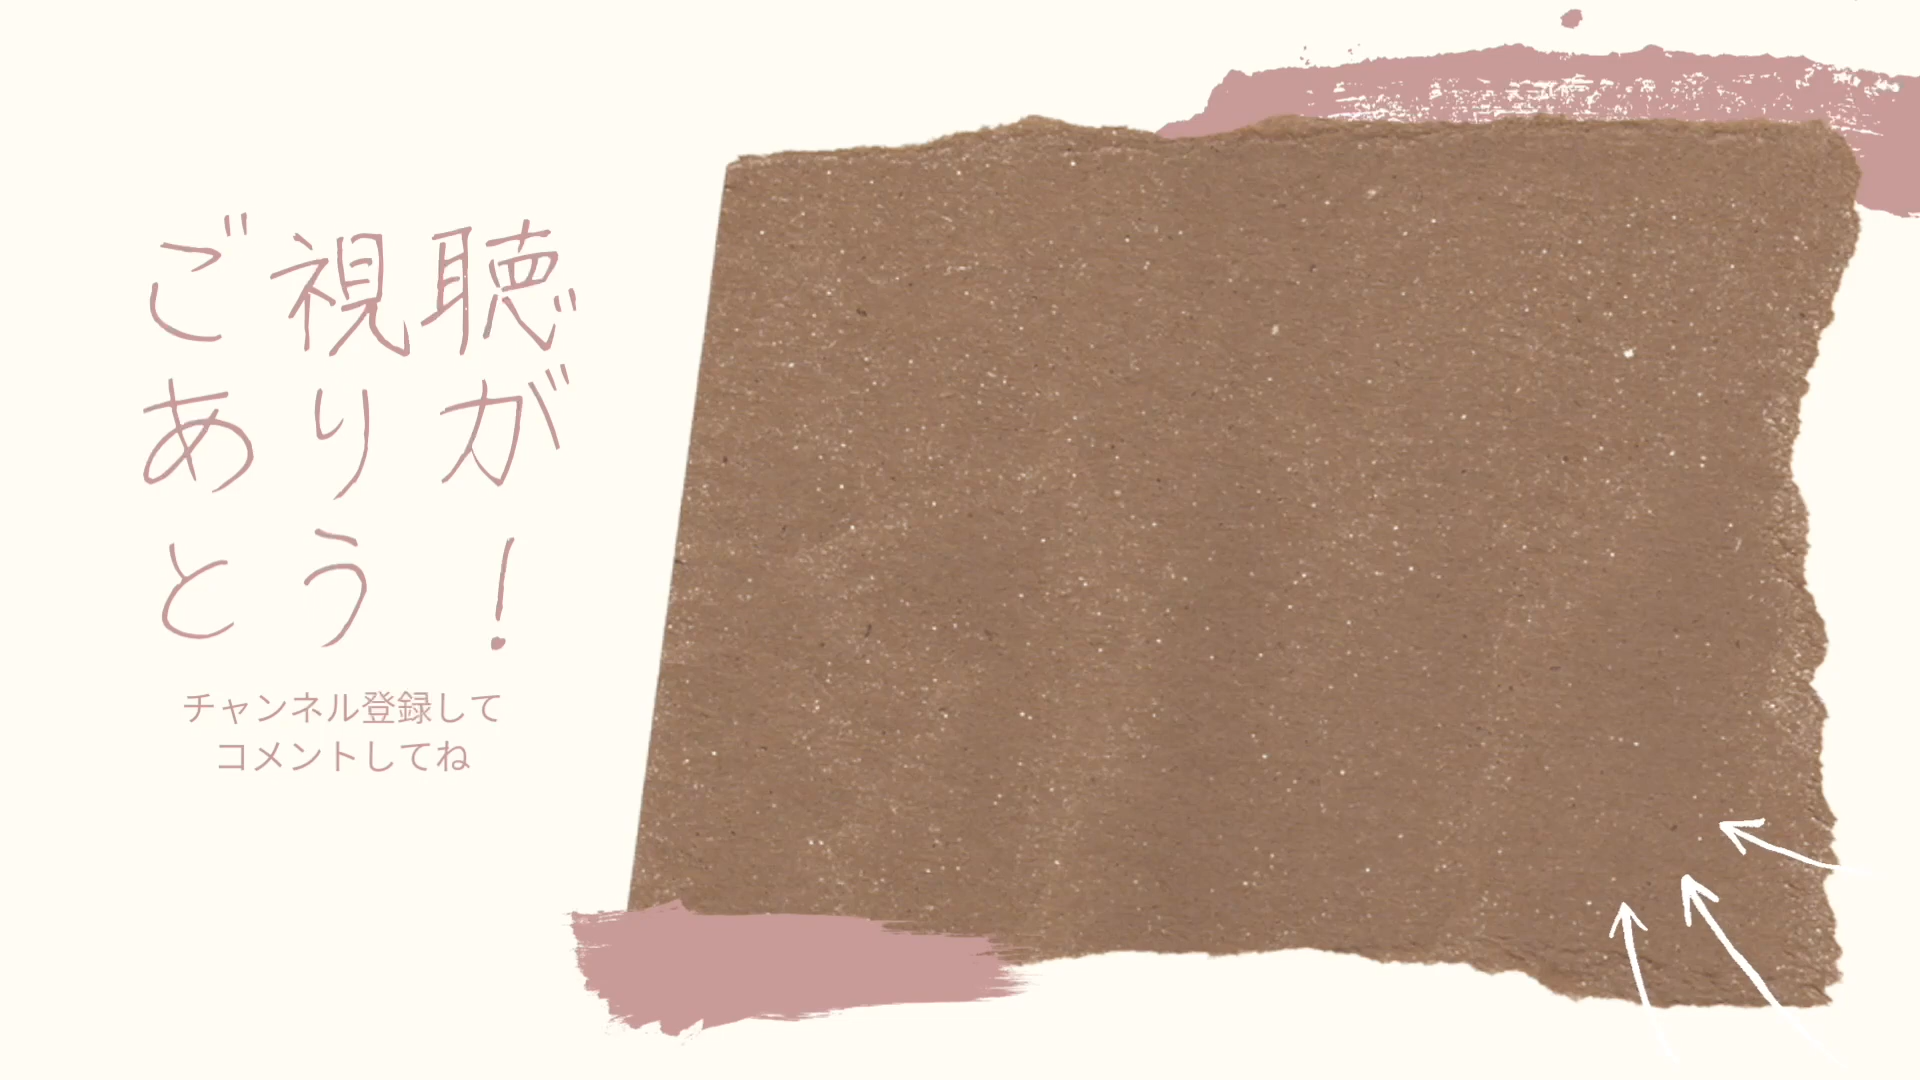 ご視聴
ありが
とう！
チャンネル登録して
コメントしてね